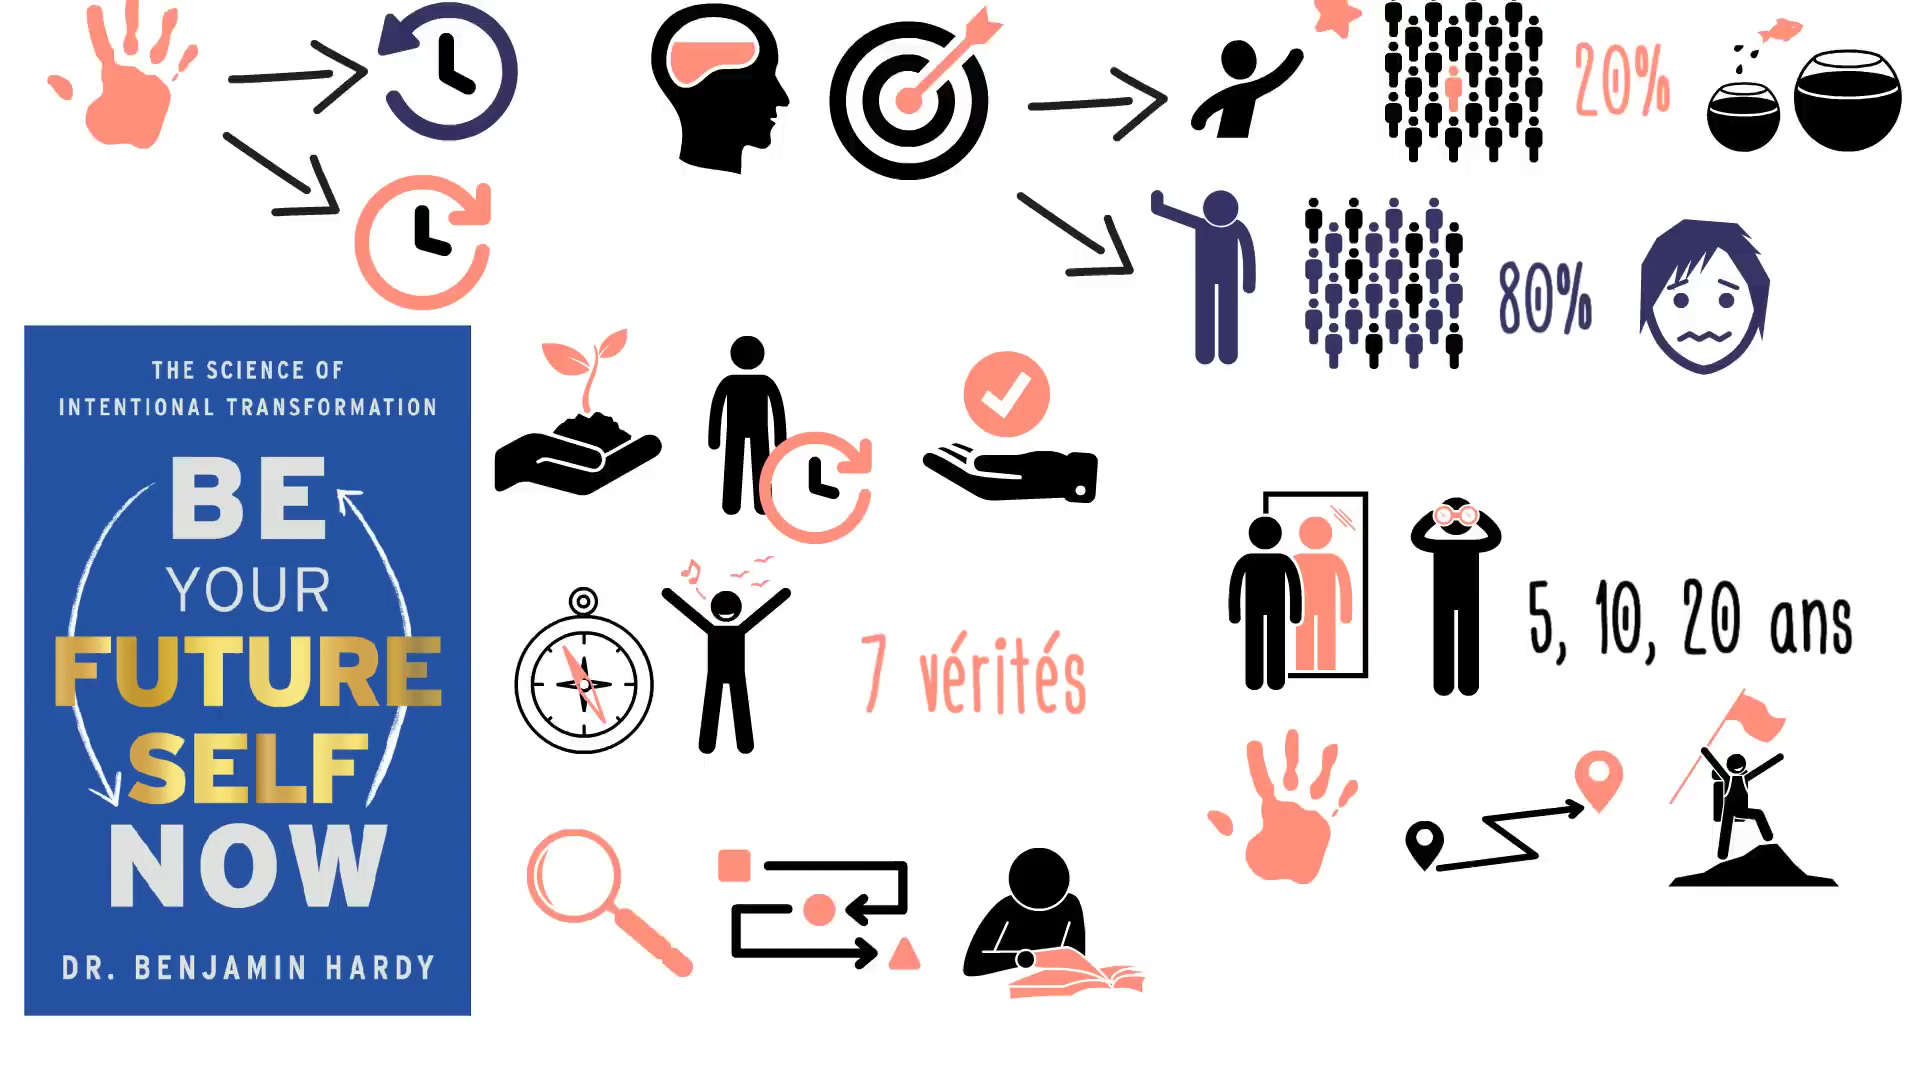 20%
80%
THE SCIENCE OF
INTENTIONAL TRANSFORMATION
BE
YOUR
FUTURE
SELF
NOW
DR. BENJAMIN HARDY
7 vérités
5, 10, 20 ans